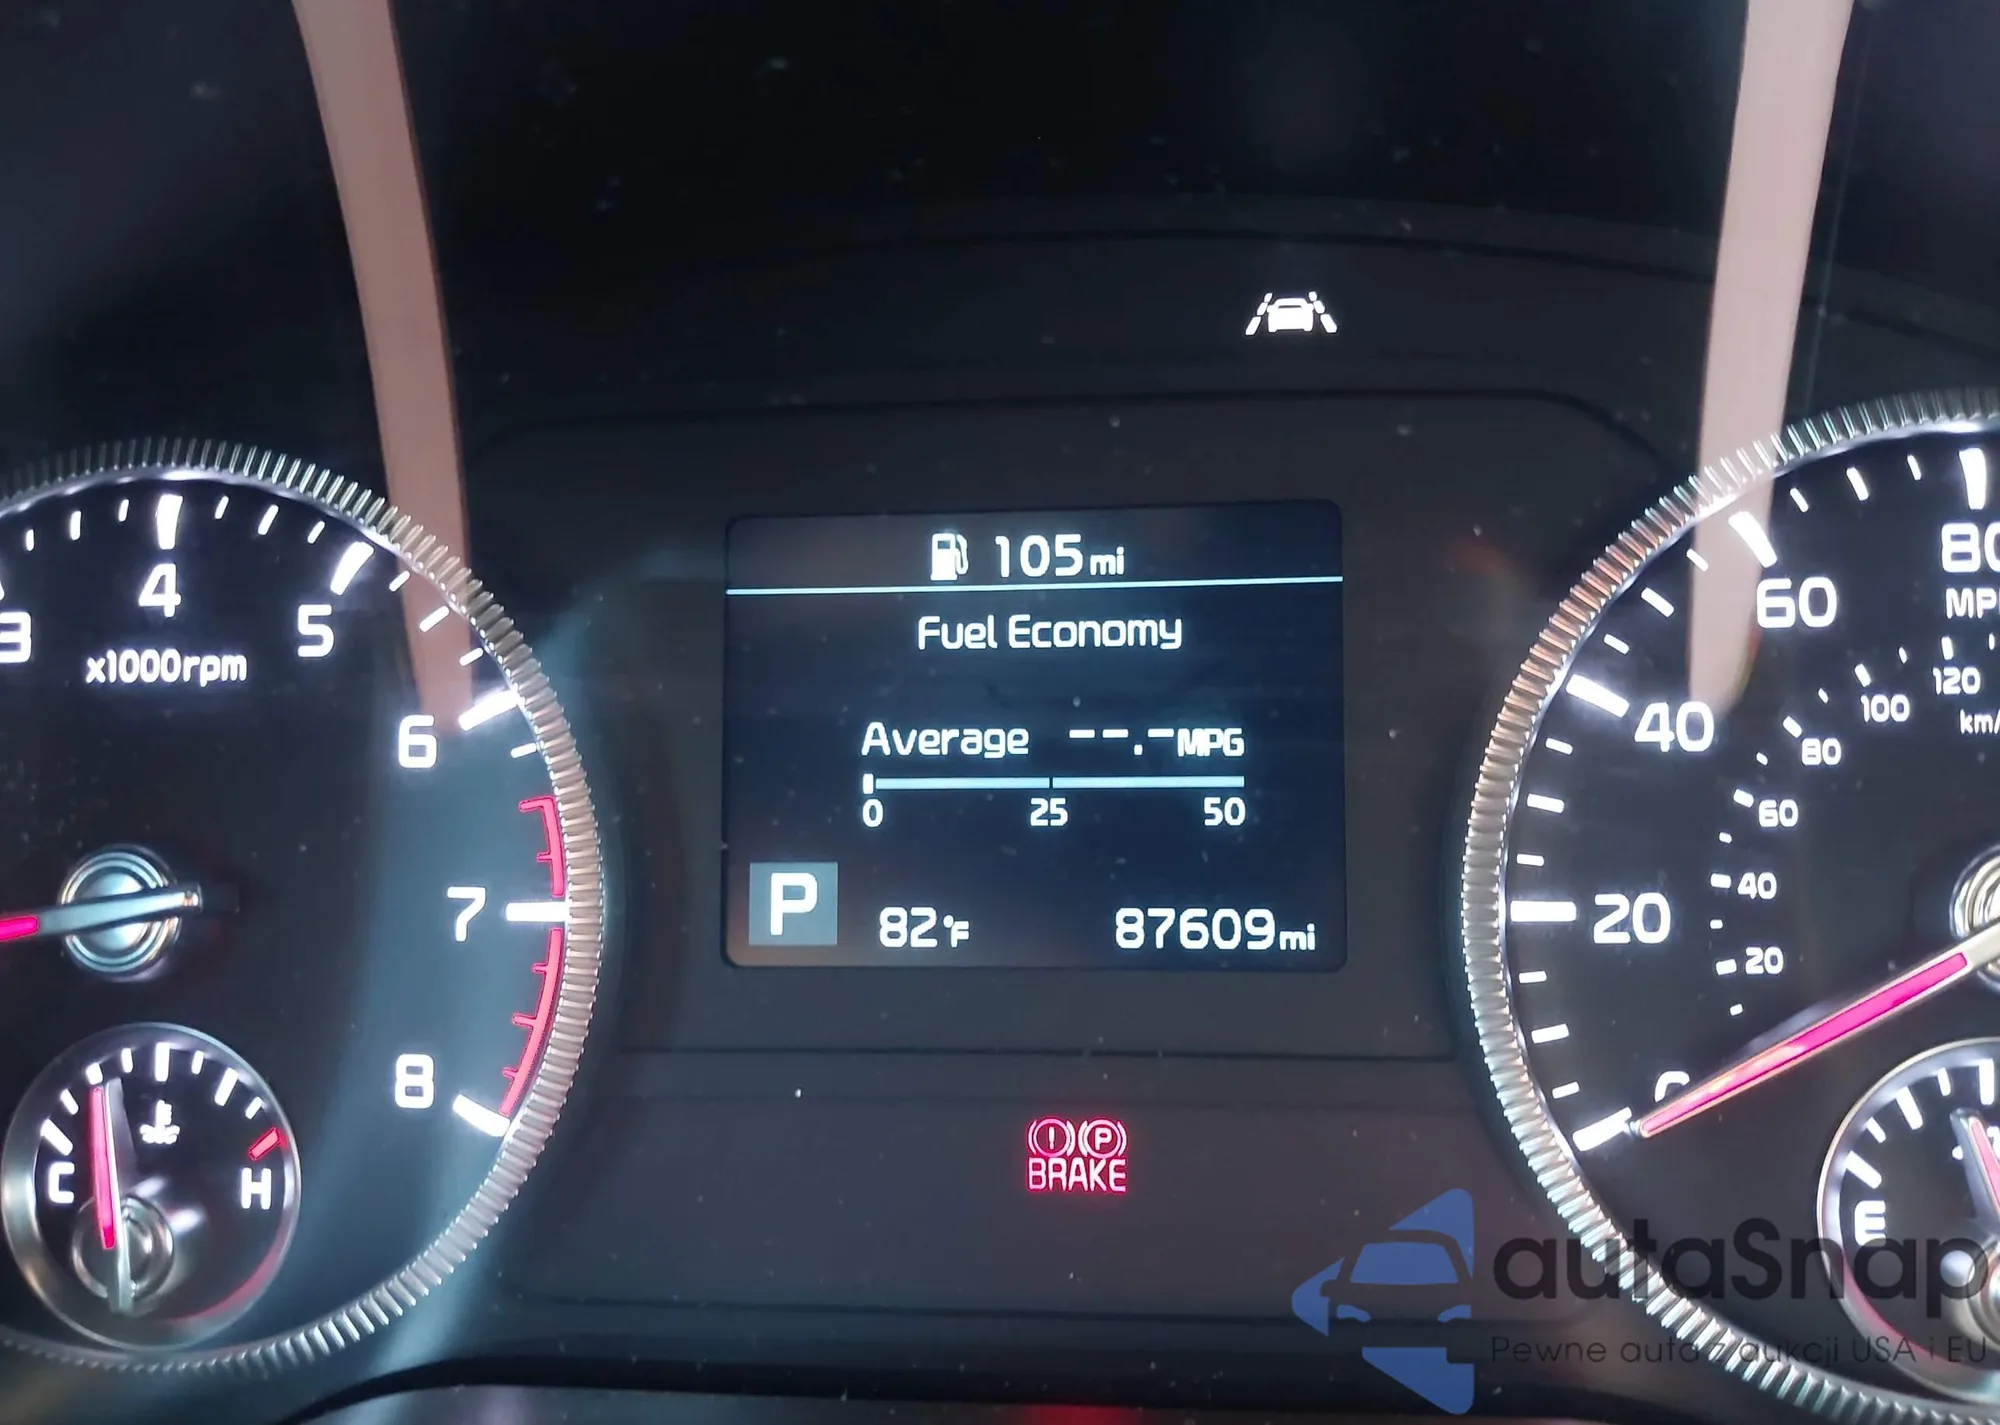 105mi
Fuel Economy
Average --.-MPG
0 25 50
P 82°F 87609mi
3 4 5 6 7 8
x1000rpm
C H
BRAKE
P
20 40 60 80
MPH
20 40 60 80 100 120
km/
E
autaSnap
Pewne auta z aukcji USA i EU